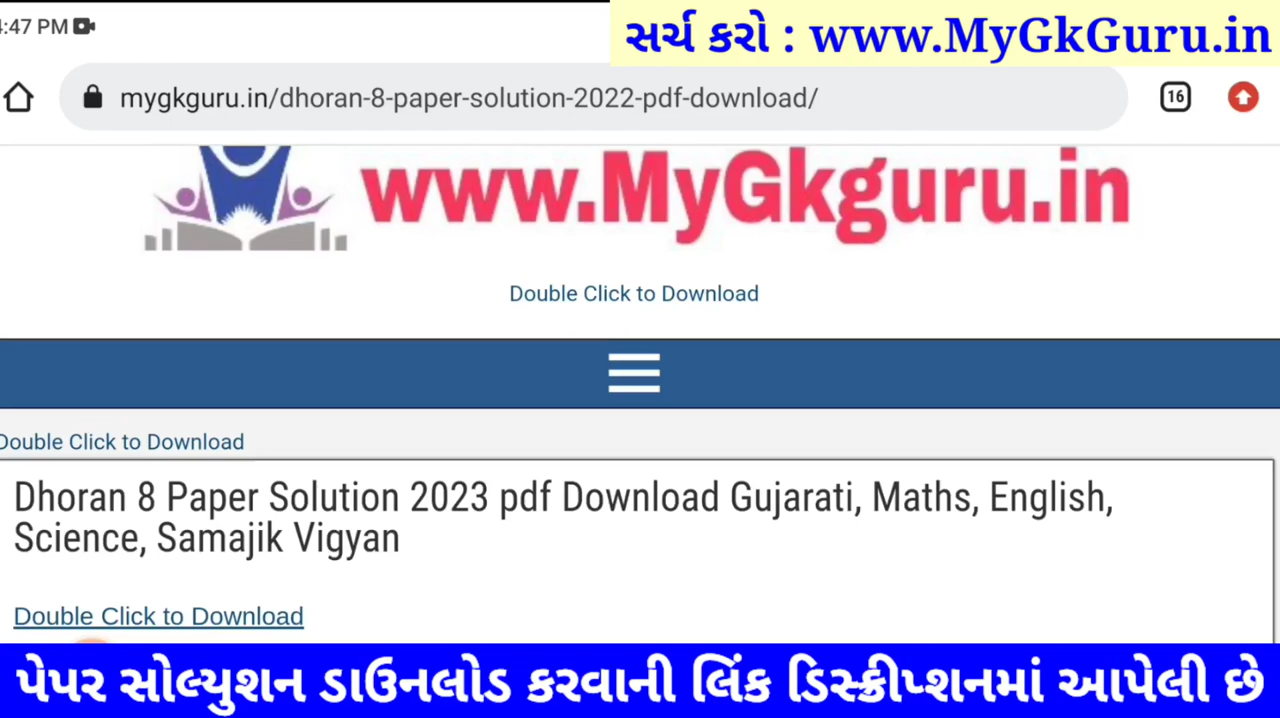 :47 PM
સર્ચ કરો : www.MyGkGuru.in
mygkguru.in/dhoran-8-paper-solution-2022-pdf-download/
16
www.MyGkguru.in
Double Click to Download
Double Click to Download
Dhoran 8 Paper Solution 2023 pdf Download Gujarati, Maths, English,
Science, Samajik Vigyan
Double Click to Download
પેપર સોલ્યુશન ડાઉનલોડ કરવાની લિંક ડિસ્ક્રીપ્શનમાં આપેલી છે